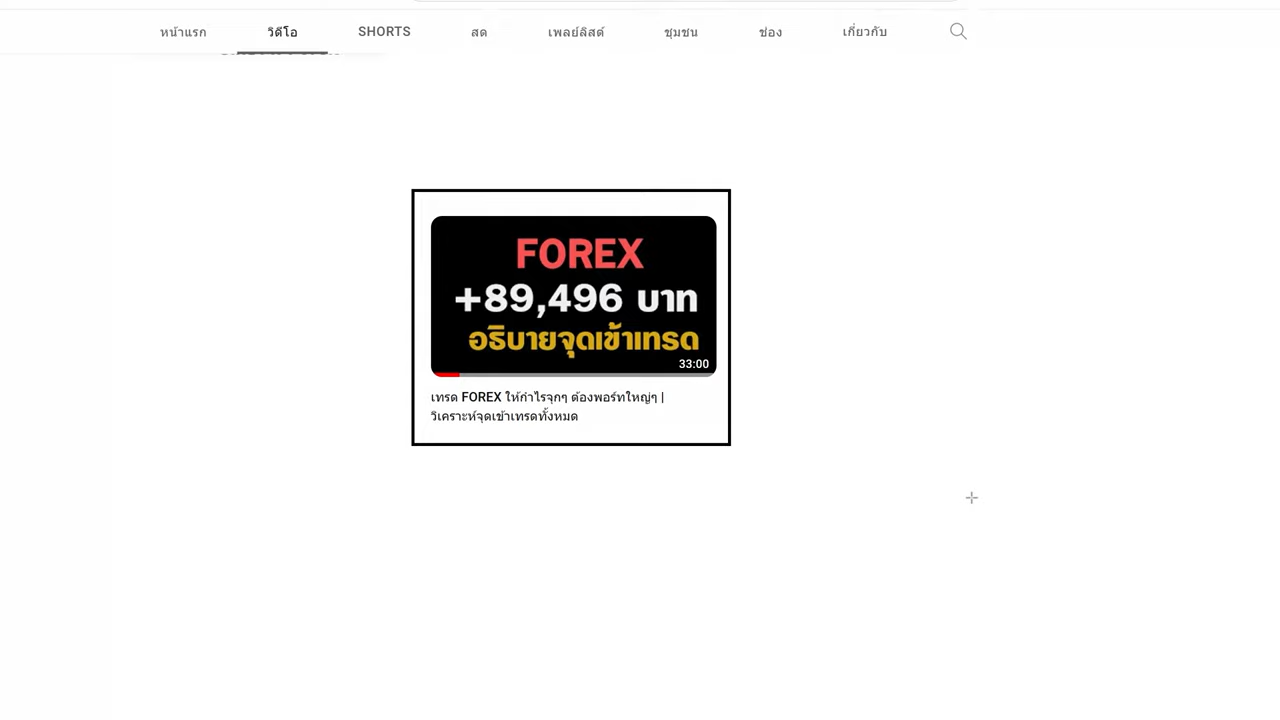 หน้าแรก วิดีโอ SHORTS สด เพลย์ลิสต์ ชุมชน ช่อง เกี่ยวกับ
FOREX
+89,496 บาท
อธิบายจุดเข้าเทรด
33:00
เทรด FOREX ให้กำไรจุกๆ ต้องพอร์ทใหญ่ๆ |
วิเคราะห์จุดเข้าเทรดทั้งหมด